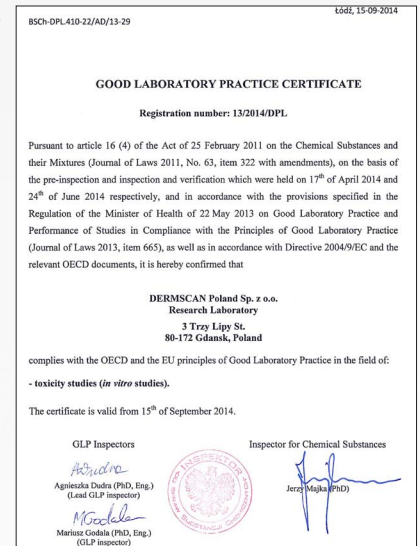 Łódź, 15-09-2014
BSCh-DPL.410-22/AD/13-29
GOOD LABORATORY PRACTICE CERTIFICATE
Registration number: 13/2014/DPL
Pursuant to article 16 (4) of the Act of 25 February 2011 on the Chemical Substances and
their Mixtures (Journal of Laws 2011, No. 63, item 322 with amendments), on the basis of
the pre-inspection and inspection and verification which were held on 17th of April 2014 and
24th of June 2014 respectively, and in accordance with the provisions specified in the
Regulation of the Minister of Health of 22 May 2013 on Good Laboratory Practice and
Performance of Studies in Compliance with the Principles of Good Laboratory Practice
(Journal of Laws 2013, item 665), as well as in accordance with Directive 2004/9/EC and the
relevant OECD documents, it is hereby confirmed that
DERMSCAN Poland Sp. z o.o.
Research Laboratory
3 Trzy Lipy St.
80-172 Gdansk, Poland
complies with the OECD and the EU principles of Good Laboratory Practice in the field of:
- toxicity studies (in vitro studies).
The certificate is valid from 15th of September 2014.
GLP Inspectors
Inspector for Chemical Substances
Agnieszka Dudra (PhD, Eng.)
(Lead GLP inspector)
Jerzy Majka (PhD)
MGodala
Mariusz Godala (PhD, Eng.)
(GLP inspector)
INSPEKTOR
SUBSTANCJI